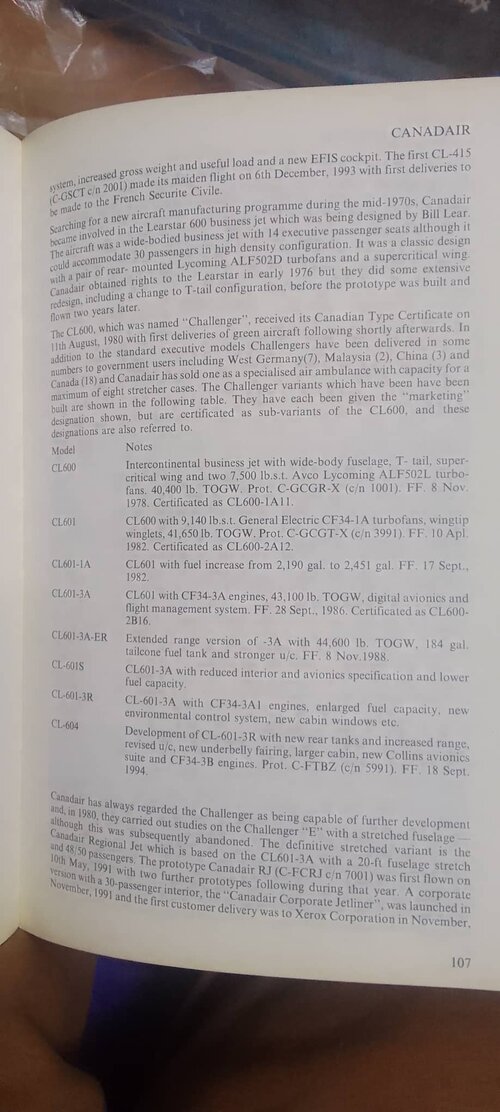 CANADAIR
system, increased gross weight and useful load and a new EFIS cockpit. The first CL-415
(C-GSCT c/n 2001) made its maiden flight on 6th December, 1993 with first deliveries to
be made to the French Securite Civile.
Searching for a new aircraft manufacturing programme during the mid-1970s, Canadair
became involved in the Learstar 600 business jet which was being designed by Bill Lear.
The aircraft was a wide-bodied business jet with 14 executive passenger seats although it
could accommodate 30 passengers in high density configuration. It was a classic design
with a pair of rear- mounted Lycoming ALF502D turbofans and a supercritical wing.
Canadair obtained rights to the Learstar in early 1976 but they did some extensive
redesign, including a change to T-tail configuration, before the prototype was built and
flown two years later.
The CL600, which was named "Challenger", received its Canadian Type Certificate on
11th August, 1980 with first deliveries of green aircraft following shortly afterwards. In
addition to the standard executive models Challengers have been delivered in some
numbers to government users including West Germany(7), Malaysia (2), China (3) and
Canada (18) and Canadair has sold one as a specialised air ambulance with capacity for a
maximum of eight stretcher cases. The Challenger variants which have been have been
built are shown in the following table. They have each been given the "marketing"
designation shown, but are certificated as sub-variants of the CL600, and these
designations are also referred to.
Model Notes
CL600 Intercontinental business jet with wide-body fuselage, T- tail, super-
critical wing and two 7,500 lb.s.t. Avco Lycoming ALF502L turbo-
fans. 40,400 lb. TOGW. Prot. C-GCGR-X (c/n 1001). FF. 8 Nov.
1978. Certificated as CL600-1A11.
CL601 CL600 with 9,140 lb.s.t. General Electric CF34-1A turbofans, wingtip
winglets, 41,650 lb. TOGW. Prot. C-GCGT-X (c/n 3991). FF. 10 Apl.
1982. Certificated as CL600-2A12.
CL601-1A CL601 with fuel increase from 2,190 gal. to 2,451 gal. FF. 17 Sept.,
1982.
CL601-3A CL601 with CF34-3A engines, 43,100 lb. TOGW, digital avionics and
flight management system. FF. 28 Sept., 1986. Certificated as CL600-
2B16.
CL601-3A-ER Extended range version of -3A with 44,600 lb. TOGW, 184 gal.
tailcone fuel tank and stronger u/c. FF. 8 Nov.1988.
CL-601S CL601-3A with reduced interior and avionics specification and lower
fuel capacity.
CL-601-3R CL-601-3A with CF34-3A1 engines, enlarged fuel capacity, new
environmental control system, new cabin windows etc.
CL-604 Development of CL-601-3R with new rear tanks and increased range,
revised u/c, new underbelly fairing, larger cabin, new Collins avionics
suite and CF34-3B engines. Prot. C-FTBZ (c/n 5991). FF. 18 Sept.
1994.
Canadair has always regarded the Challenger as being capable of further development
and, in 1980, they carried out studies on the Challenger "E" with a stretched fuselage —
although this was subsequently abandoned. The definitive stretched variant is the
Canadair Regional Jet which is based on the CL601-3A with a 20-ft fuselage stretch
and 48/50 passengers. The prototype Canadair RJ (C-FCRJ c/n 7001) was first flown on
10th May, 1991 with two further prototypes following during that year. A corporate
version with a 30-passenger interior, the "Canadair Corporate Jetliner", was launched in
November, 1991 and the first customer delivery was to Xerox Corporation in November,
107